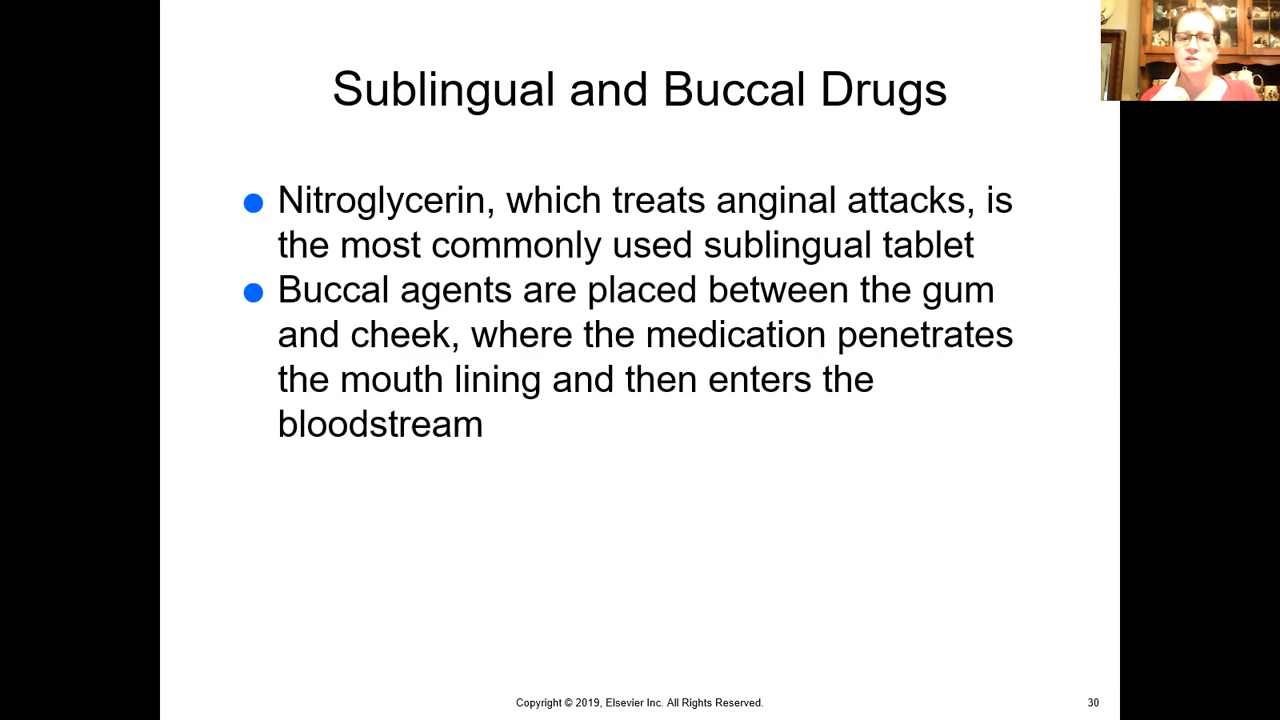 Sublingual and Buccal Drugs
Nitroglycerin, which treats anginal attacks, is
the most commonly used sublingual tablet
Buccal agents are placed between the gum
and cheek, where the medication penetrates
the mouth lining and then enters the
bloodstream
Copyright © 2019, Elsevier Inc. All Rights Reserved.
30